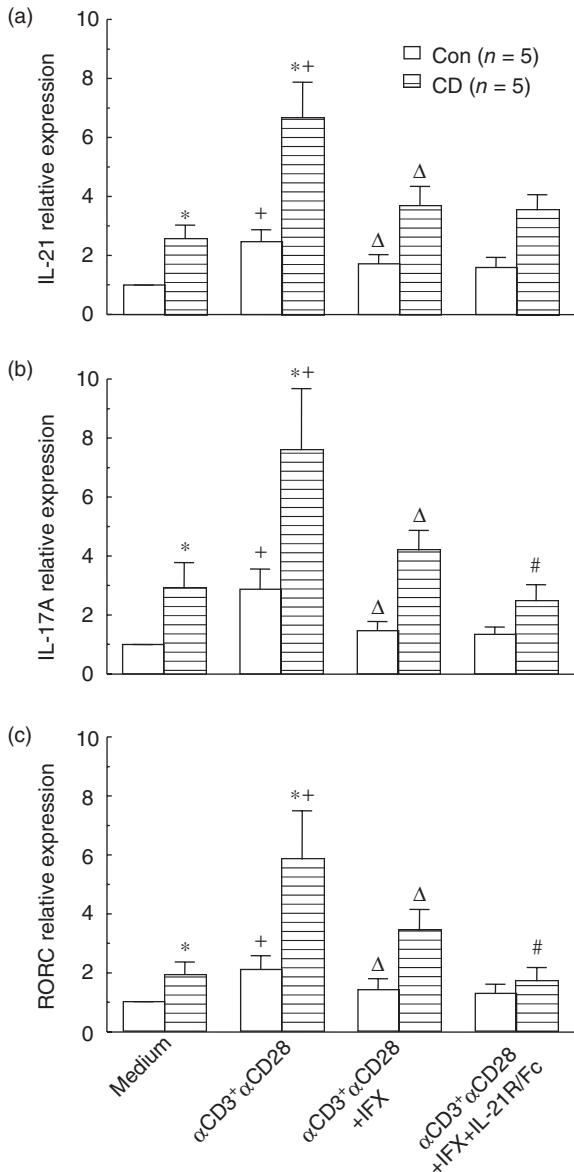 (a)
IL-21 relative expression
10
8
6
4
2
0
Con (n = 5)
CD (n = 5)
*
+
*+
Δ
Δ
(b)
IL-17A relative expression
10
8
6
4
2
0
*
+
*+
Δ
Δ
#
(c)
RORC relative expression
10
8
6
4
2
0
*
+
*+
Δ
Δ
#
Medium
αCD3⁺αCD28
αCD3⁺αCD28
+IFX
αCD3⁺αCD28
+IFX+IL-21R/Fc